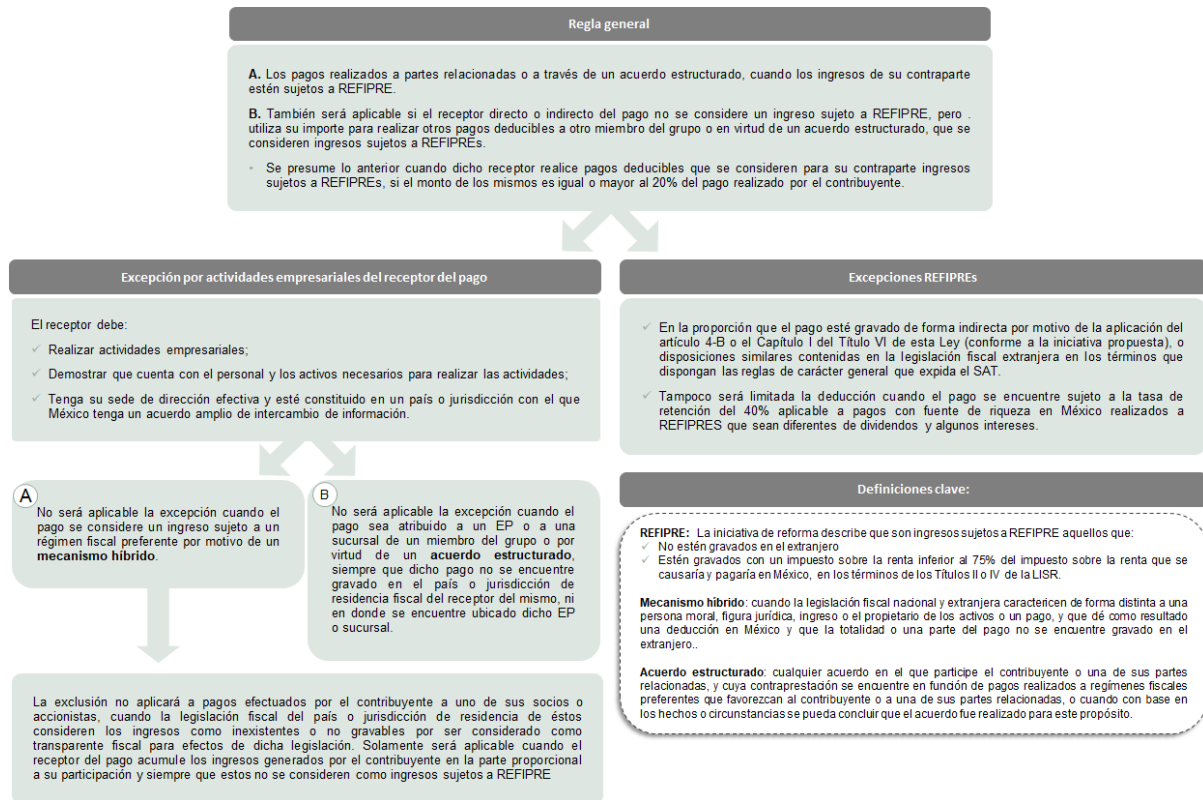 Regla general
A. Los pagos realizados a partes relacionadas o a través de un acuerdo estructurado, cuando los ingresos de su contraparte
estén sujetos a REFIPRE.
B. También será aplicable si el receptor directo o indirecto del pago no se considere un ingreso sujeto a REFIPRE, pero .
utiliza su importe para realizar otros pagos deducibles a otro miembro del grupo o en virtud de un acuerdo estructurado, que se
consideren ingresos sujetos a REFIPREs.
• Se presume lo anterior cuando dicho receptor realice pagos deducibles que se consideren para su contraparte ingresos
sujetos a REFIPREs, si el monto de los mismos es igual o mayor al 20% del pago realizado por el contribuyente.
Excepción por actividades empresariales del receptor del pago
El receptor debe:
✓ Realizar actividades empresariales;
✓ Demostrar que cuenta con el personal y los activos necesarios para realizar las actividades;
✓ Tenga su sede de dirección efectiva y esté constituido en un país o jurisdicción con el que
México tenga un acuerdo amplio de intercambio de información.
A
No será aplicable la excepción cuando el
pago se considere un ingreso sujeto a un
régimen fiscal preferente por motivo de un
mecanismo híbrido.
B
No será aplicable la excepción cuando el
pago sea atribuido a un EP o a una
sucursal de un miembro del grupo o por
virtud de un acuerdo estructurado,
siempre que dicho pago no se encuentre
gravado en el país o jurisdicción de
residencia fiscal del receptor del mismo, ni
en donde se encuentre ubicado dicho EP
o sucursal.
La exclusión no aplicará a pagos efectuados por el contribuyente a uno de sus socios o
accionistas, cuando la legislación fiscal del país o jurisdicción de residencia de éstos
consideren los ingresos como inexistentes o no gravables por ser considerado como
transparente fiscal para efectos de dicha legislación. Solamente será aplicable cuando el
receptor del pago acumule los ingresos generados por el contribuyente en la parte proporcional
a su participación y siempre que estos no se consideren como ingresos sujetos a REFIPRE
Excepciones REFIPREs
✓ En la proporción que el pago esté gravado de forma indirecta por motivo de la aplicación del
artículo 4-B o el Capítulo I del Título VI de esta Ley (conforme a la iniciativa propuesta), o
disposiciones similares contenidas en la legislación fiscal extranjera en los términos que
dispongan las reglas de carácter general que expida el SAT.
✓ Tampoco será limitada la deducción cuando el pago se encuentre sujeto a la tasa de
retención del 40% aplicable a pagos con fuente de riqueza en México realizados a
REFIPRES que sean diferentes de dividendos y algunos intereses.
Definiciones clave:
REFIPRE: La iniciativa de reforma describe que son ingresos sujetos a REFIPRE aquellos que:
✓ No estén gravados en el extranjero
✓ Estén gravados con un impuesto sobre la renta inferior al 75% del impuesto sobre la renta que se
causaría y pagaría en México, en los términos de los Títulos II o IV de la LISR.
Mecanismo híbrido: cuando la legislación fiscal nacional y extranjera caractericen de forma distinta a una
persona moral, figura jurídica, ingreso o el propietario de los activos o un pago, y que dé como resultado
una deducción en México y que la totalidad o una parte del pago no se encuentre gravado en el
extranjero..
Acuerdo estructurado: cualquier acuerdo en el que participe el contribuyente o una de sus partes
relacionadas, y cuya contraprestación se encuentre en función de pagos realizados a regímenes fiscales
preferentes que favorezcan al contribuyente o a una de sus partes relacionadas, o cuando con base en
los hechos o circunstancias se pueda concluir que el acuerdo fue realizado para este propósito.